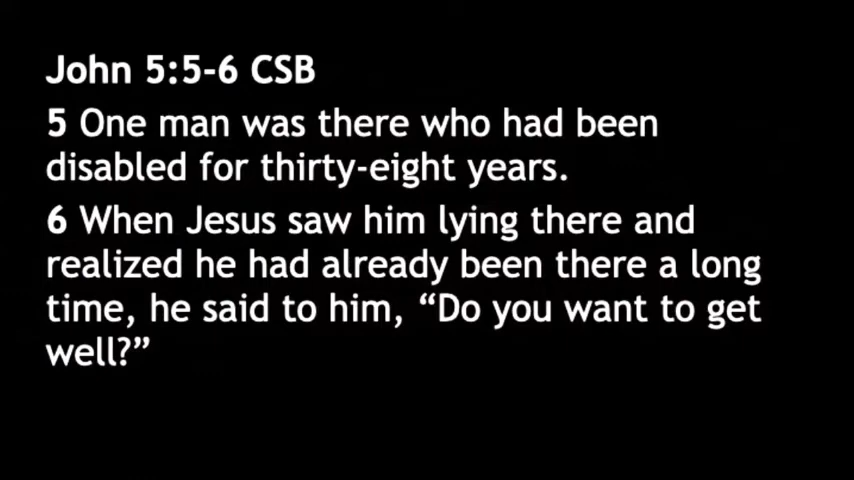 John 5:5-6 CSB
5 One man was there who had been
disabled for thirty-eight years.
6 When Jesus saw him lying there and
realized he had already been there a long
time, he said to him, “Do you want to get
well?”